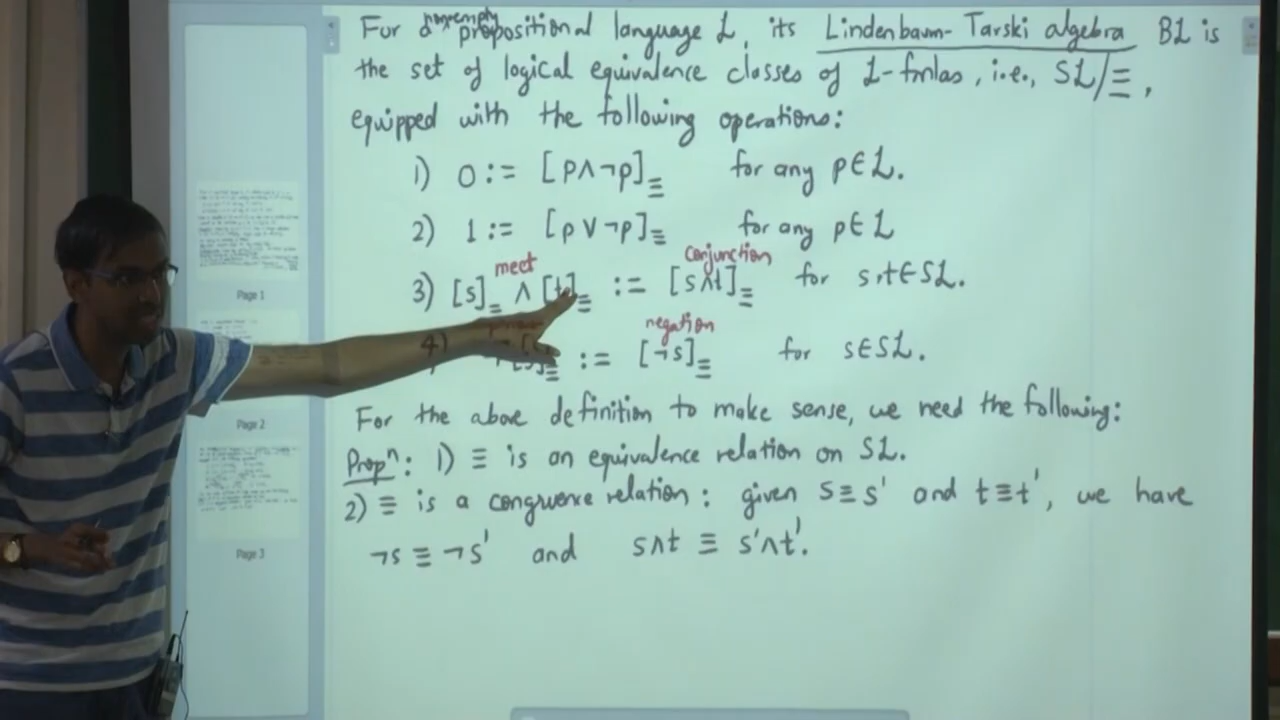 For a nonempty propositional language L, its Lindenbaum-Tarski algebra BL is
the set of logical equivalence classes of L-fmlas, i.e., SL/≡,
equipped with the following operations:
1) 0 := [p∧¬p]≡ for any p∈L.
2) 1 := [p∨¬p]≡ for any p∈L
meet conjunction
3) [s]≡ ∧ [t]≡ := [s∧t]≡ for s,t∈SL.
negation
4) [s]≡ := [¬s]≡ for s∈SL.
For the above definition to make sense, we need the following:
Propⁿ: 1) ≡ is an equivalence relation on SL.
2) ≡ is a congruence relation: given s≡s' and t≡t', we have
¬s ≡ ¬s' and s∧t ≡ s'∧t'.
Page 1
Page 2
Page 3